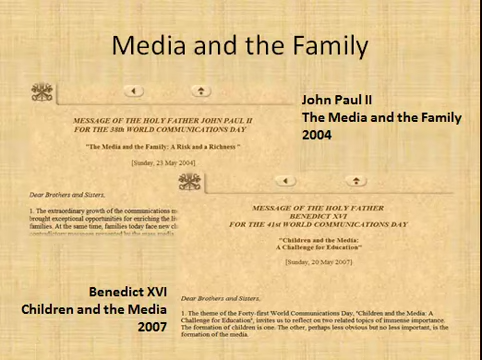 Media and the Family
John Paul II
The Media and the Family
2004
MESSAGE OF THE HOLY FATHER JOHN PAUL II
FOR THE 38th WORLD COMMUNICATIONS DAY
"The Media and the Family: A Risk and a Richness "
[Sunday, 23 May 2004]
Dear Brothers and Sisters,
1. The extraordinary growth of the communications
brought exceptional opportunities for enriching the
families. At the same time, families today face new
MESSAGE OF THE HOLY FATHER
BENEDICT XVI
FOR THE 41st WORLD COMMUNICATIONS DAY
"Children and the Media:
A Challenge for Education"
[Sunday, 20 May 2007]
Benedict XVI
Children and the Media
2007
Dear Brothers and Sisters,
1. The theme of the Forty-first World Communications Day, "Children and the Media: A
Challenge for Education", invites us to reflect on two related topics of immense importance.
The formation of children is one. The other, perhaps less obvious but no less important, is the
formation of the media.